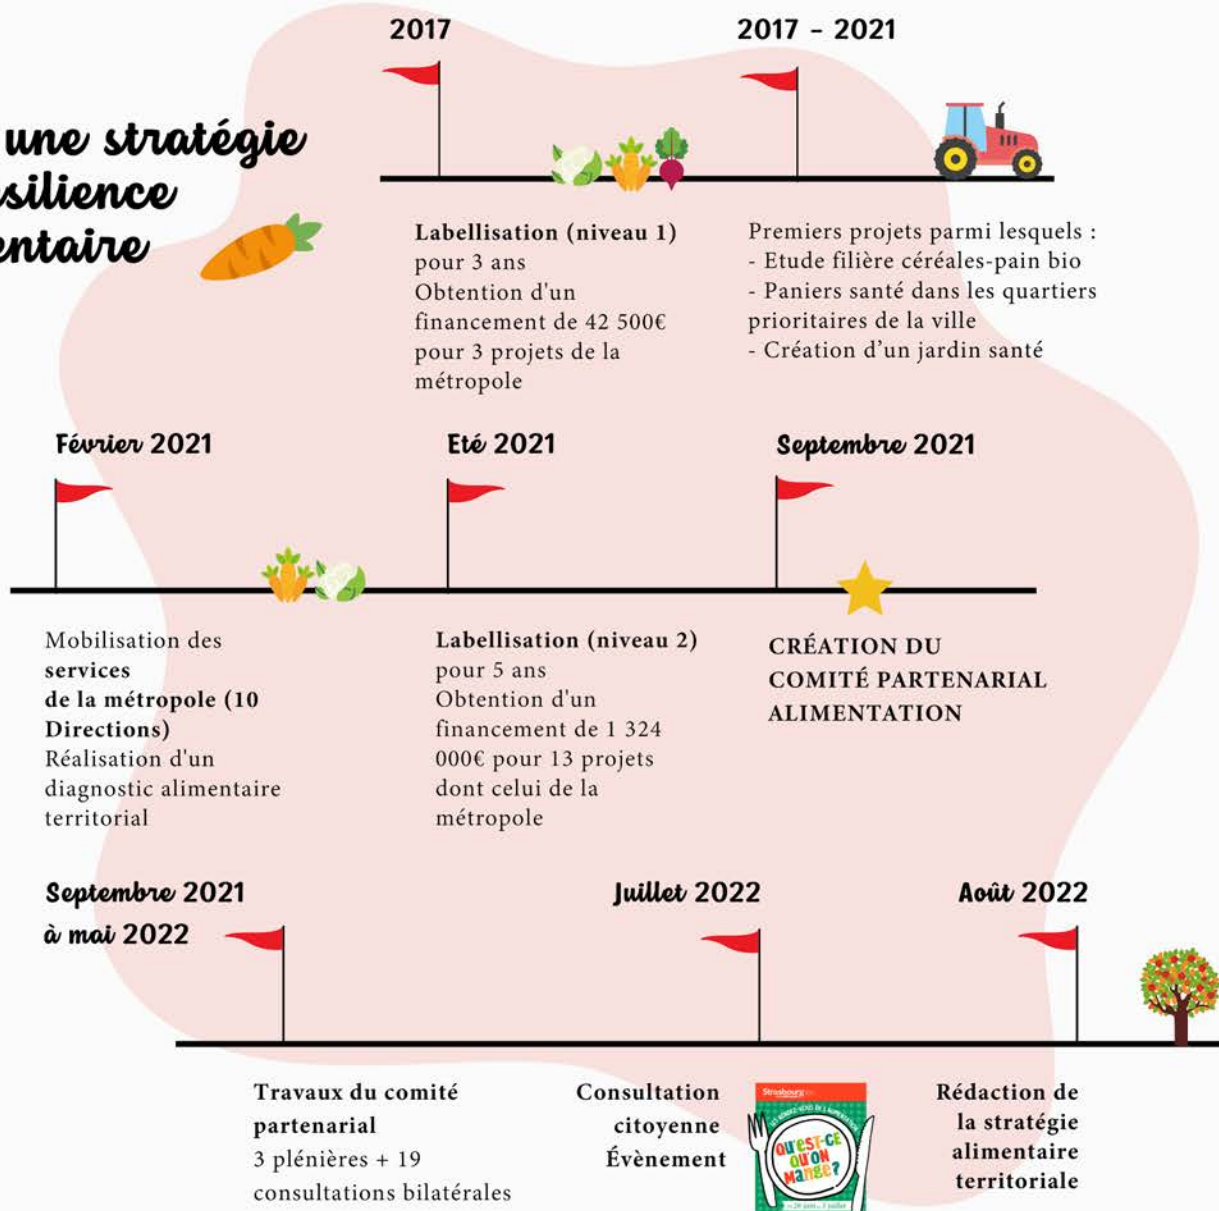 une stratégie
silience
entaire
2017
2017 - 2021
Labellisation (niveau 1)
pour 3 ans
Obtention d'un
financement de 42 500€
pour 3 projets de la
métropole
Premiers projets parmi lesquels :
- Etude filière céréales-pain bio
- Paniers santé dans les quartiers
prioritaires de la ville
- Création d’un jardin santé
Février 2021
Eté 2021
Septembre 2021
Mobilisation des
services
de la métropole (10
Directions)
Réalisation d'un
diagnostic alimentaire
territorial
Labellisation (niveau 2)
pour 5 ans
Obtention d'un
financement de 1 324
000€ pour 13 projets
dont celui de la
métropole
CRÉATION DU
COMITÉ PARTENARIAL
ALIMENTATION
Septembre 2021
à mai 2022
Juillet 2022
Août 2022
Travaux du comité
partenarial
3 plénières + 19
consultations bilatérales
Consultation
citoyenne
Évènement
Strasbourg
QU'EST-CE
QU'ON
MANGE?
Rédaction de
la stratégie
alimentaire
territoriale